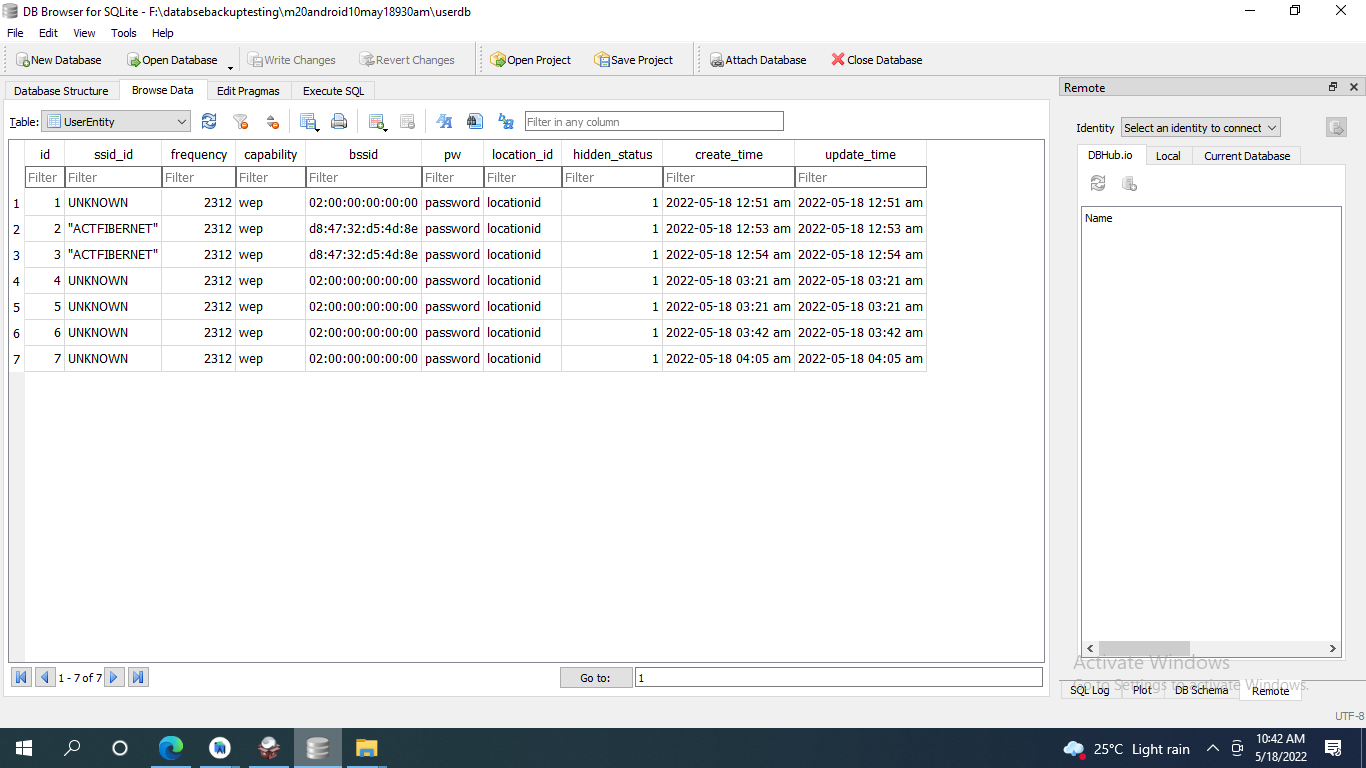 DB Browser for SQLite - F:\databsebackuptesting\m20android10may18930am\userdb
File Edit View Tools Help
New Database Open Database Write Changes Revert Changes Open Project Save Project Attach Database Close Database
Database Structure Browse Data Edit Pragmas Execute SQL
Table: UserEntity Filter in any column
id ssid_id frequency capability bssid pw location_id hidden_status create_time update_time
Filter Filter Filter Filter Filter Filter Filter Filter Filter Filter
1 1 UNKNOWN 2312 wep 02:00:00:00:00:00 password locationid 1 2022-05-18 12:51 am 2022-05-18 12:51 am
2 2 "ACTFIBERNET" 2312 wep d8:47:32:d5:4d:8e password locationid 1 2022-05-18 12:53 am 2022-05-18 12:53 am
3 3 "ACTFIBERNET" 2312 wep d8:47:32:d5:4d:8e password locationid 1 2022-05-18 12:54 am 2022-05-18 12:54 am
4 4 UNKNOWN 2312 wep 02:00:00:00:00:00 password locationid 1 2022-05-18 03:21 am 2022-05-18 03:21 am
5 5 UNKNOWN 2312 wep 02:00:00:00:00:00 password locationid 1 2022-05-18 03:21 am 2022-05-18 03:21 am
6 6 UNKNOWN 2312 wep 02:00:00:00:00:00 password locationid 1 2022-05-18 03:42 am 2022-05-18 03:42 am
7 7 UNKNOWN 2312 wep 02:00:00:00:00:00 password locationid 1 2022-05-18 04:05 am 2022-05-18 04:05 am
1 - 7 of 7 Go to: 1
Remote
Identity Select an identity to connect
DBHub.io Local Current Database
Name
Activate Windows
Go to Settings to activate Windows.
SQL Log Plot DB Schema Remote
UTF-8
25°C Light rain 10:42 AM
5/18/2022